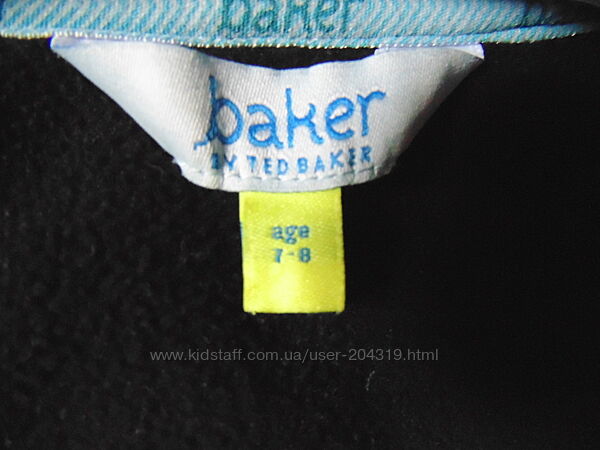 baker
baker
BY TED BAKER
age
7-8
www.kidstaff.com.ua/user-204319.html